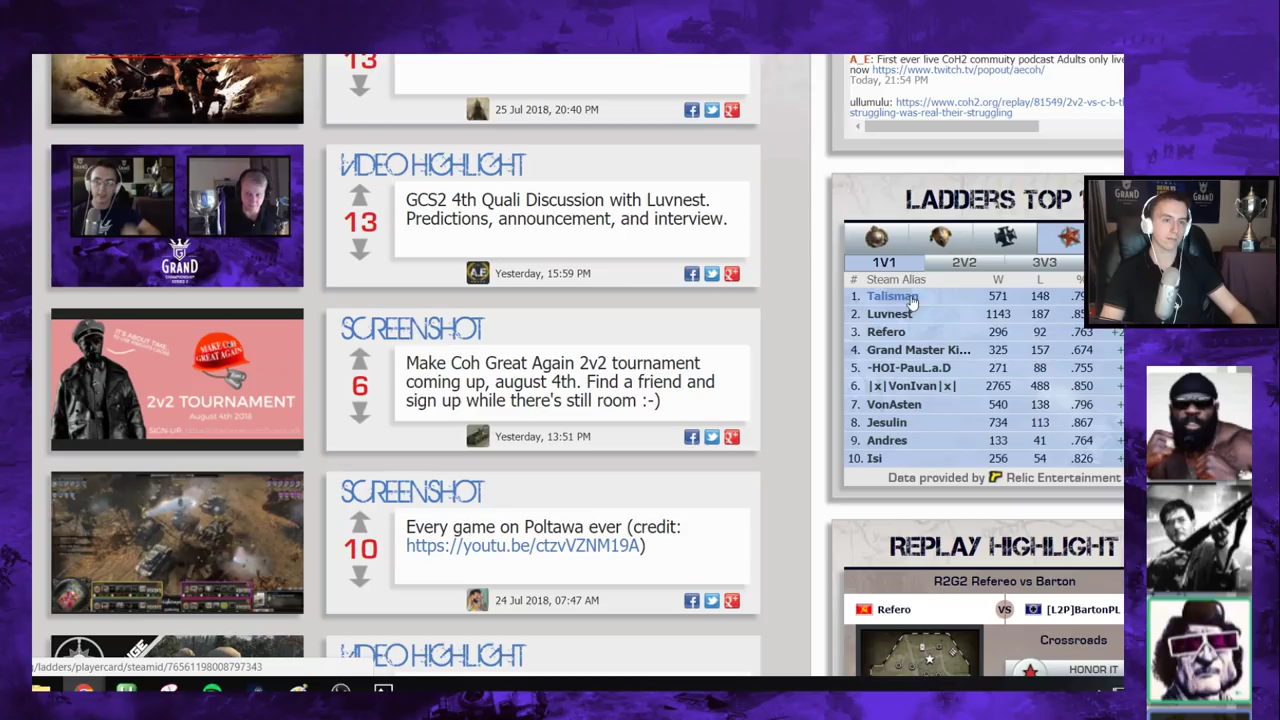 13
25 Jul 2018, 20:40 PM
A_E: First ever live CoH2 commuity podcast Adults only live
now https://www.twitch.tv/popout/aecoh/
Today, 21:54 PM
ullumulu: https://www.coh2.org/replay/81549/2v2-vs-c-b-t
struggling-was-real-their-struggling
VIDEO HIGHLIGHT
13
GCS2 4th Quali Discussion with Luvnest.
Predictions, announcement, and interview.
Yesterday, 15:59 PM
GRAND
LADDERS TOP
1V1 2V2 3V3
# Steam Alias W L %
1. Talisman 571 148 .79
2. Luvnest 1143 187 .85
3. Refero 296 92 .763 +2
4. Grand Master Ki... 325 157 .674 +
5. -HOI-PauL.a.D 271 88 .755 +
6. |x|VonIvan|x| 2765 488 .850 +
7. VonAsten 540 138 .796 +
8. Jesulin 734 113 .867 +
9. Andres 133 41 .764 +
10. Isi 256 54 .826 +
Data provided by Relic Entertainment
SCREENSHOT
6
Make Coh Great Again 2v2 tournament
coming up, august 4th. Find a friend and
sign up while there's still room :-)
Yesterday, 13:51 PM
IT'S ABOUT TIME
MAKE COH
GREAT AGAIN
2v2 TOURNAMENT
August 4th 2018
SIGN UP
SCREENSHOT
10
Every game on Poltawa ever (credit:
https://youtu.be/ctzvVZNM19A)
24 Jul 2018, 07:47 AM
REPLAY HIGHLIGHT
R2G2 Refereo vs Barton
Refero VS [L2P]BartonPL
Crossroads
HONOR IT
VIDEO HIGHLIGHT
/ladders/playercard/steamid/76561198008797343